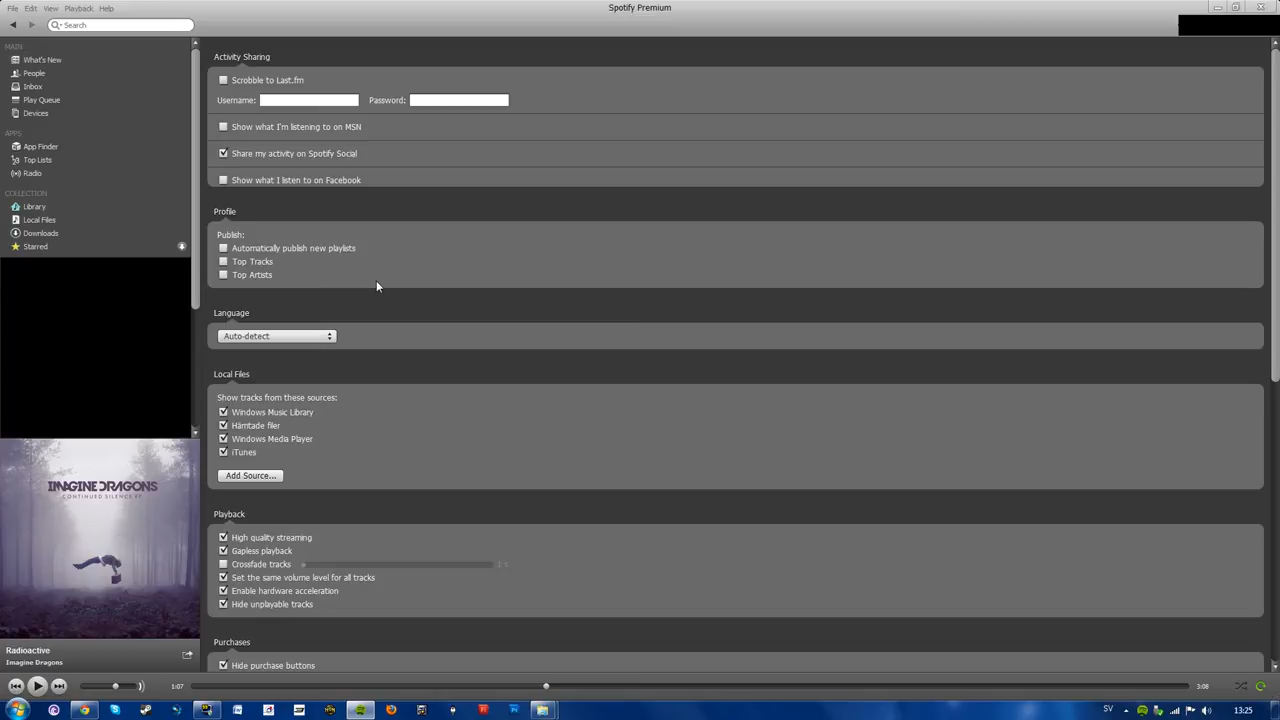 File Edit View Playback Help
Spotify Premium
Search
MAIN
What's New
People
Inbox
Play Queue
Devices
APPS
App Finder
Top Lists
Radio
COLLECTION
Library
Local Files
Downloads
Starred
IMAGINE DRAGONS
CONTINUED SILENCE EP
Radioactive
Imagine Dragons
Activity Sharing
Scrobble to Last.fm
Username: Password:
Show what I'm listening to on MSN
Share my activity on Spotify Social
Show what I listen to on Facebook
Profile
Publish:
Automatically publish new playlists
Top Tracks
Top Artists
Language
Auto-detect
Local Files
Show tracks from these sources:
Windows Music Library
Hämtade filer
Windows Media Player
iTunes
Add Source...
Playback
High quality streaming
Gapless playback
Crossfade tracks
Set the same volume level for all tracks
Enable hardware acceleration
Hide unplayable tracks
Purchases
Hide purchase buttons
1:07 3:08
SV 13:25